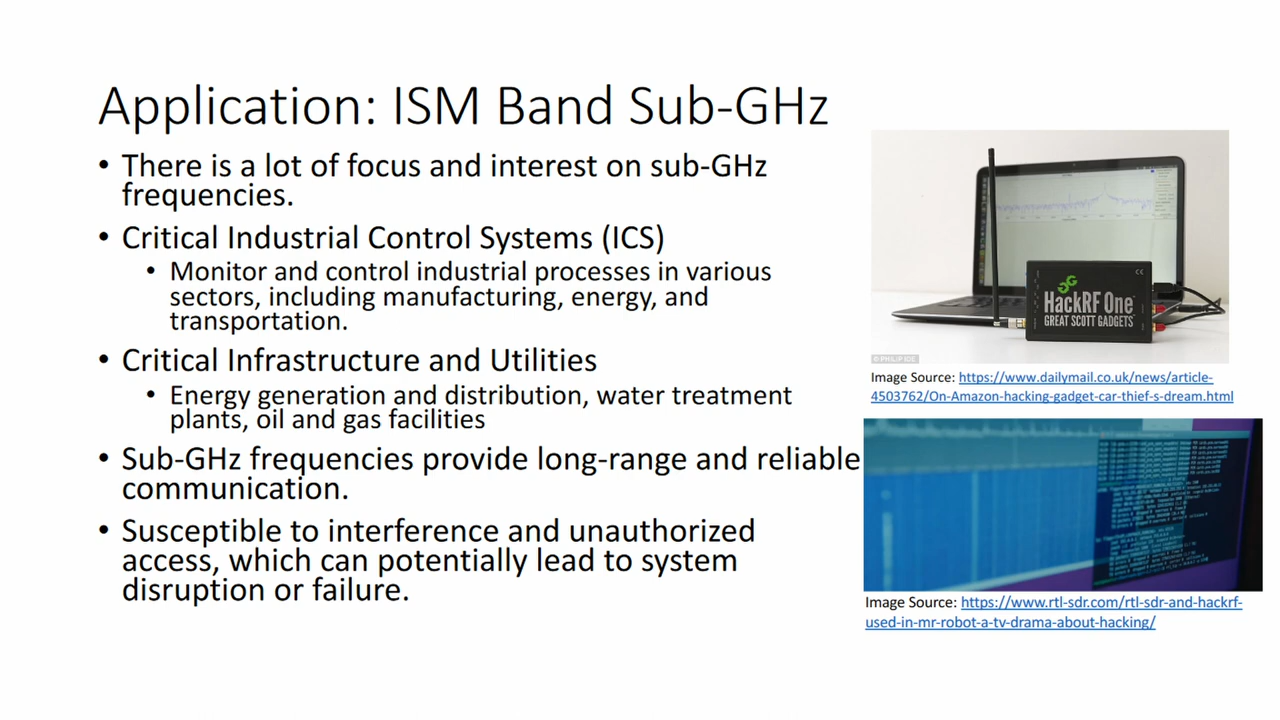 Application: ISM Band Sub-GHz
• There is a lot of focus and interest on sub-GHz
frequencies.
• Critical Industrial Control Systems (ICS)
• Monitor and control industrial processes in various
sectors, including manufacturing, energy, and
transportation.
• Critical Infrastructure and Utilities
• Energy generation and distribution, water treatment
plants, oil and gas facilities
• Sub-GHz frequencies provide long-range and reliable
communication.
• Susceptible to interference and unauthorized
access, which can potentially lead to system
disruption or failure.
HackRF One
GREAT SCOTT GADGETS
Image Source: https://www.dailymail.co.uk/news/article-
4503762/On-Amazon-hacking-gadget-car-thief-s-dream.html
Image Source: https://www.rtl-sdr.com/rtl-sdr-and-hackrf-
used-in-mr-robot-a-tv-drama-about-hacking/